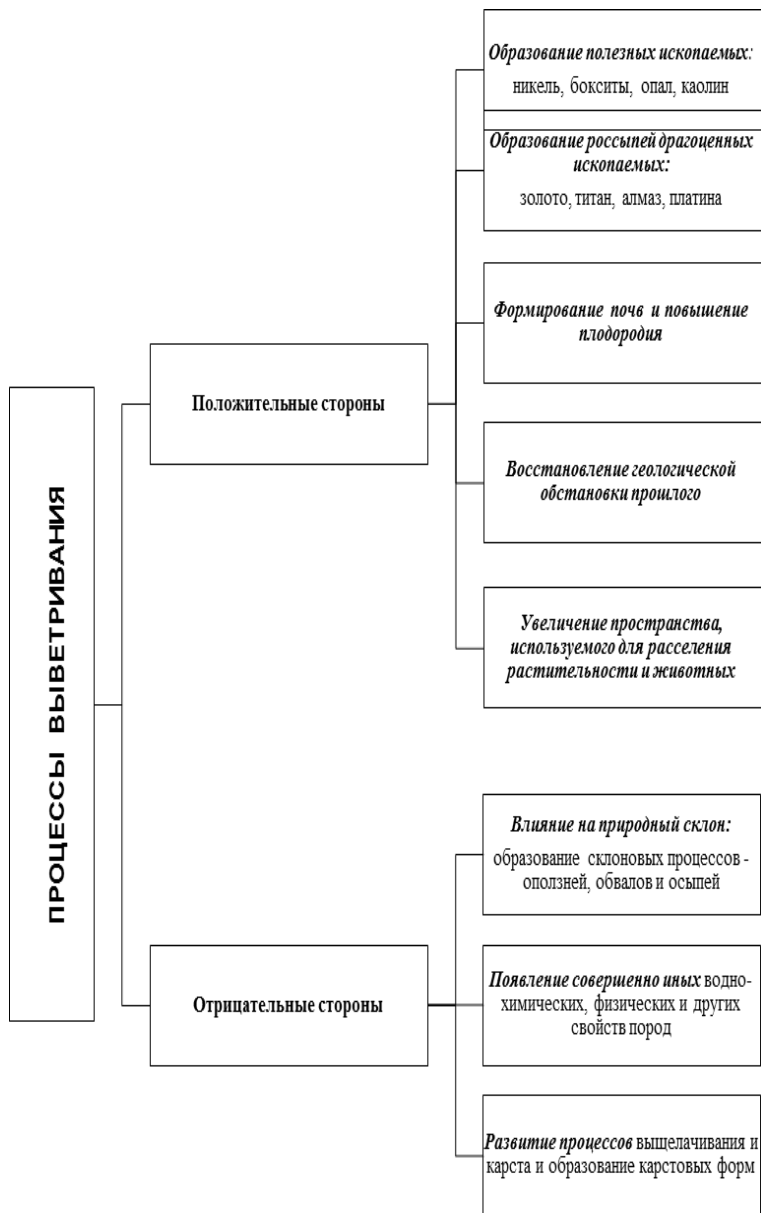 ПРОЦЕССЫ ВЫВЕТРИВАНИЯ
Положительные стороны
Образование полезных ископаемых:
никель, бокситы, опал, каолин
Образование россыпей драгоценных
ископаемых:
золото, титан, алмаз, платина
Формирование почв и повышение
плодородия
Восстановление геологической
обстановки прошлого
Увеличение пространства,
используемого для расселения
растительности и животных
Отрицательные стороны
Влияние на природный склон:
образование склоновых процессов -
оползней, обвалов и осыпей
Появление совершенно иных водно-
химических, физических и других
свойств пород
Развитие процессов выщелачивания и
карста и образование карстовых форм